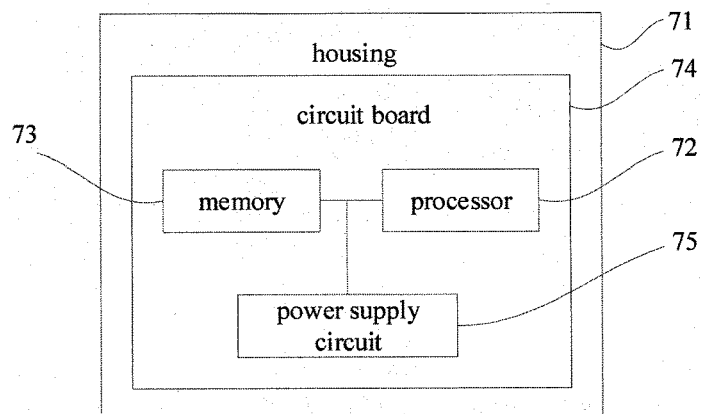 71
housing
74
circuit board
73
72
memory
processor
75
power supply
circuit